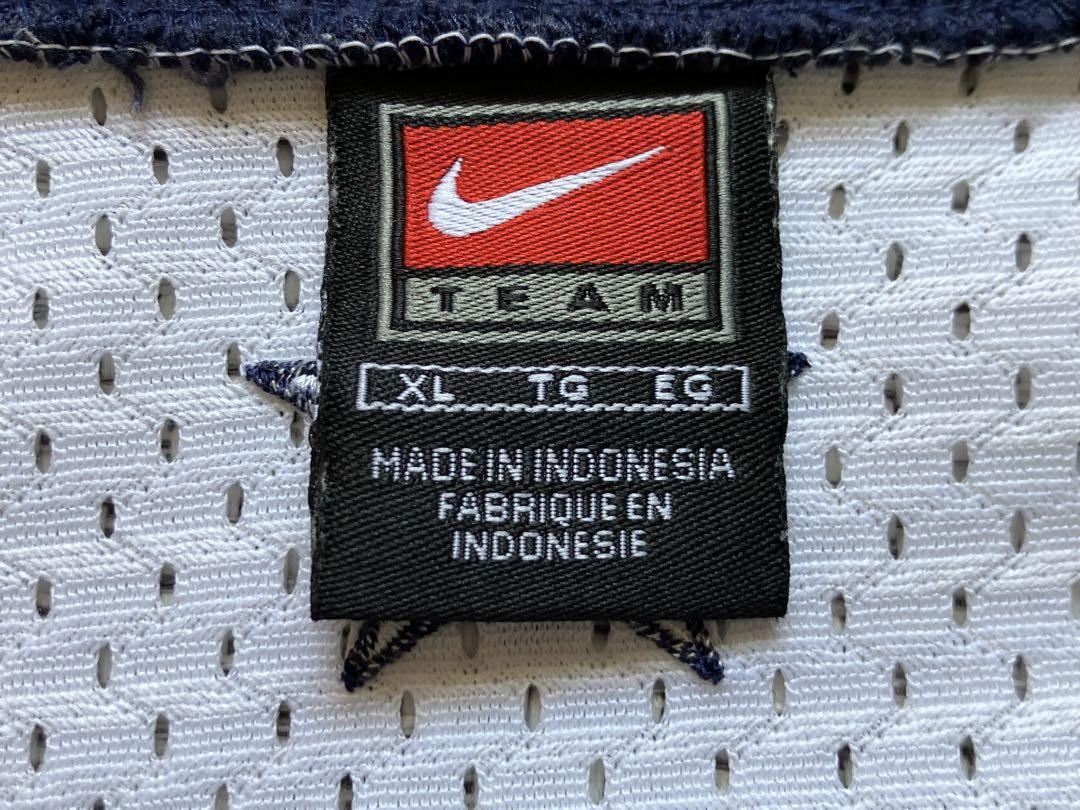 TEAM
XL TG EG
MADE IN INDONESIA
FABRIQUE EN
INDONESIE